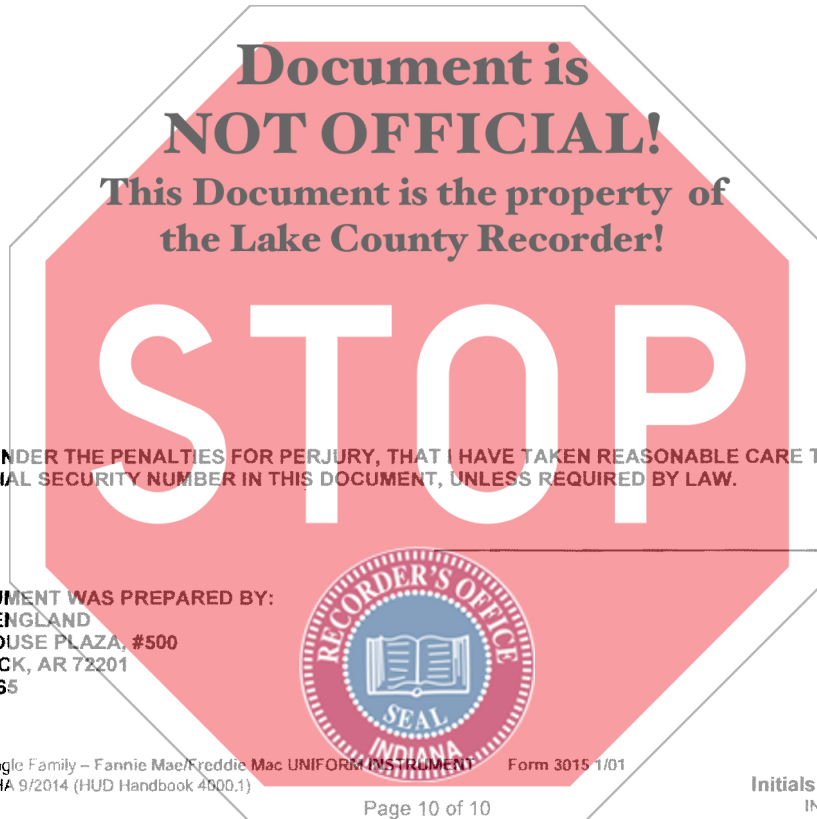 Document is
NOT OFFICIAL!
This Document is the property of
the Lake County Recorder!
STOP
NDER THE PENALTIES FOR PERJURY, THAT I HAVE TAKEN REASONABLE CARE T
IAL SECURITY NUMBER IN THIS DOCUMENT, UNLESS REQUIRED BY LAW.
UMENT WAS PREPARED BY:
ENGLAND
OUSE PLAZA, #500
CK, AR 72201
65
RECORDER'S OFFICE
SEAL
INDIANA
gle Family – Fannie Mae/Freddie Mac UNIFORM INSTRUMENT Form 3015 1/01
HA 9/2014 (HUD Handbook 4000.1)
Initials
IN
Page 10 of 10